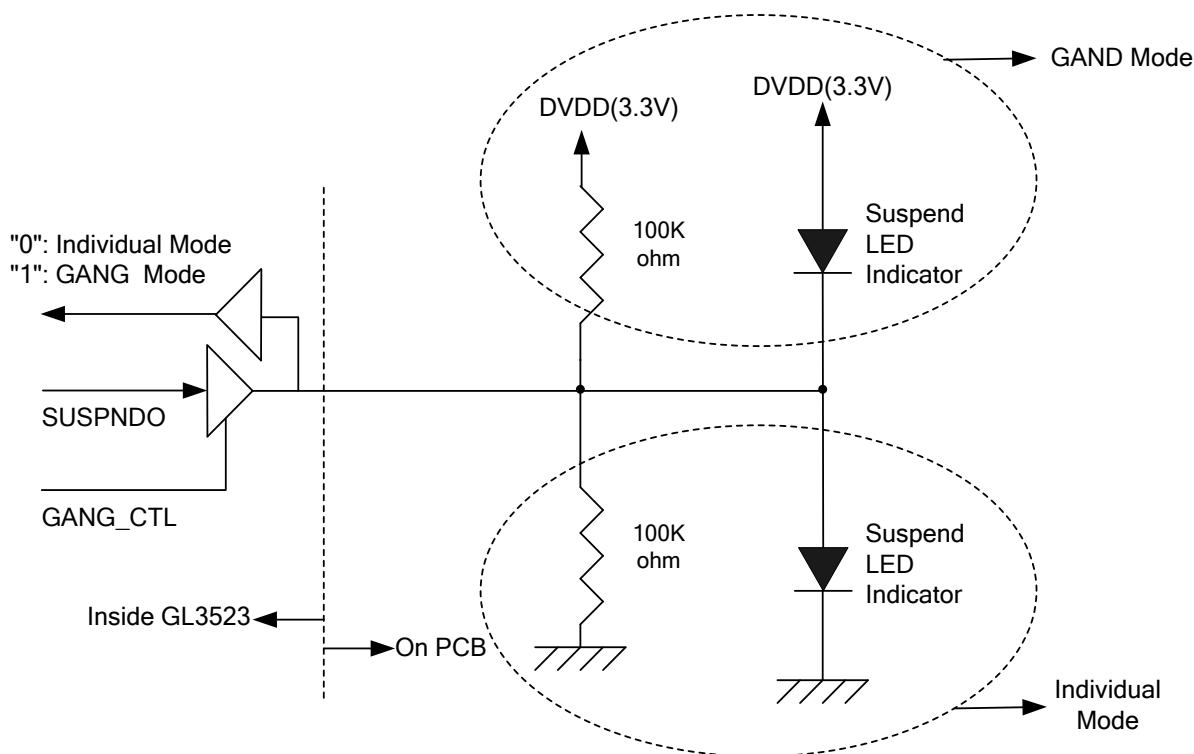 GAND Mode
DVDD(3.3V)
DVDD(3.3V)
"0": Individual Mode
"1": GANG Mode
100K
ohm
Suspend
LED
Indicator
SUSPNDO
GANG_CTL
100K
ohm
Suspend
LED
Indicator
Inside GL3523
On PCB
Individual
Mode